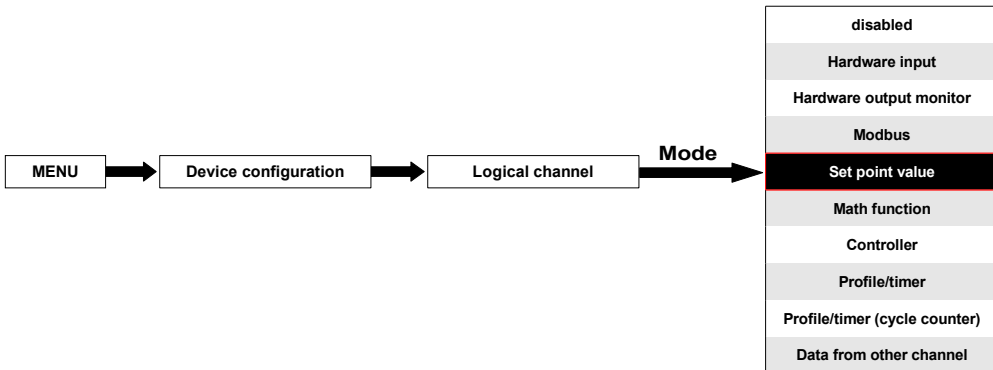 MENU
Device configuration
Logical channel
Mode
disabled
Hardware input
Hardware output monitor
Modbus
Set point value
Math function
Controller
Profile/timer
Profile/timer (cycle counter)
Data from other channel